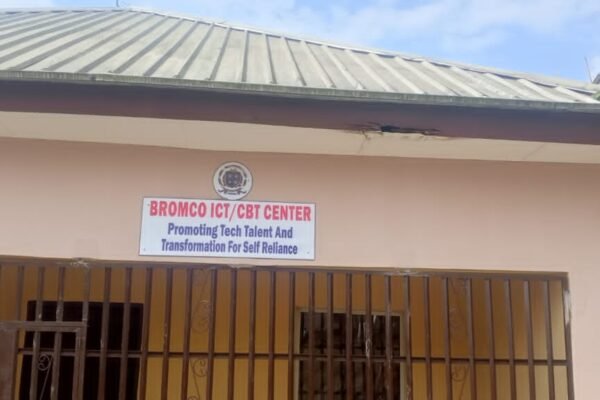 BROMCO ICT/CBT CENTER
Promoting Tech Talent And
Transformation For Self Reliance